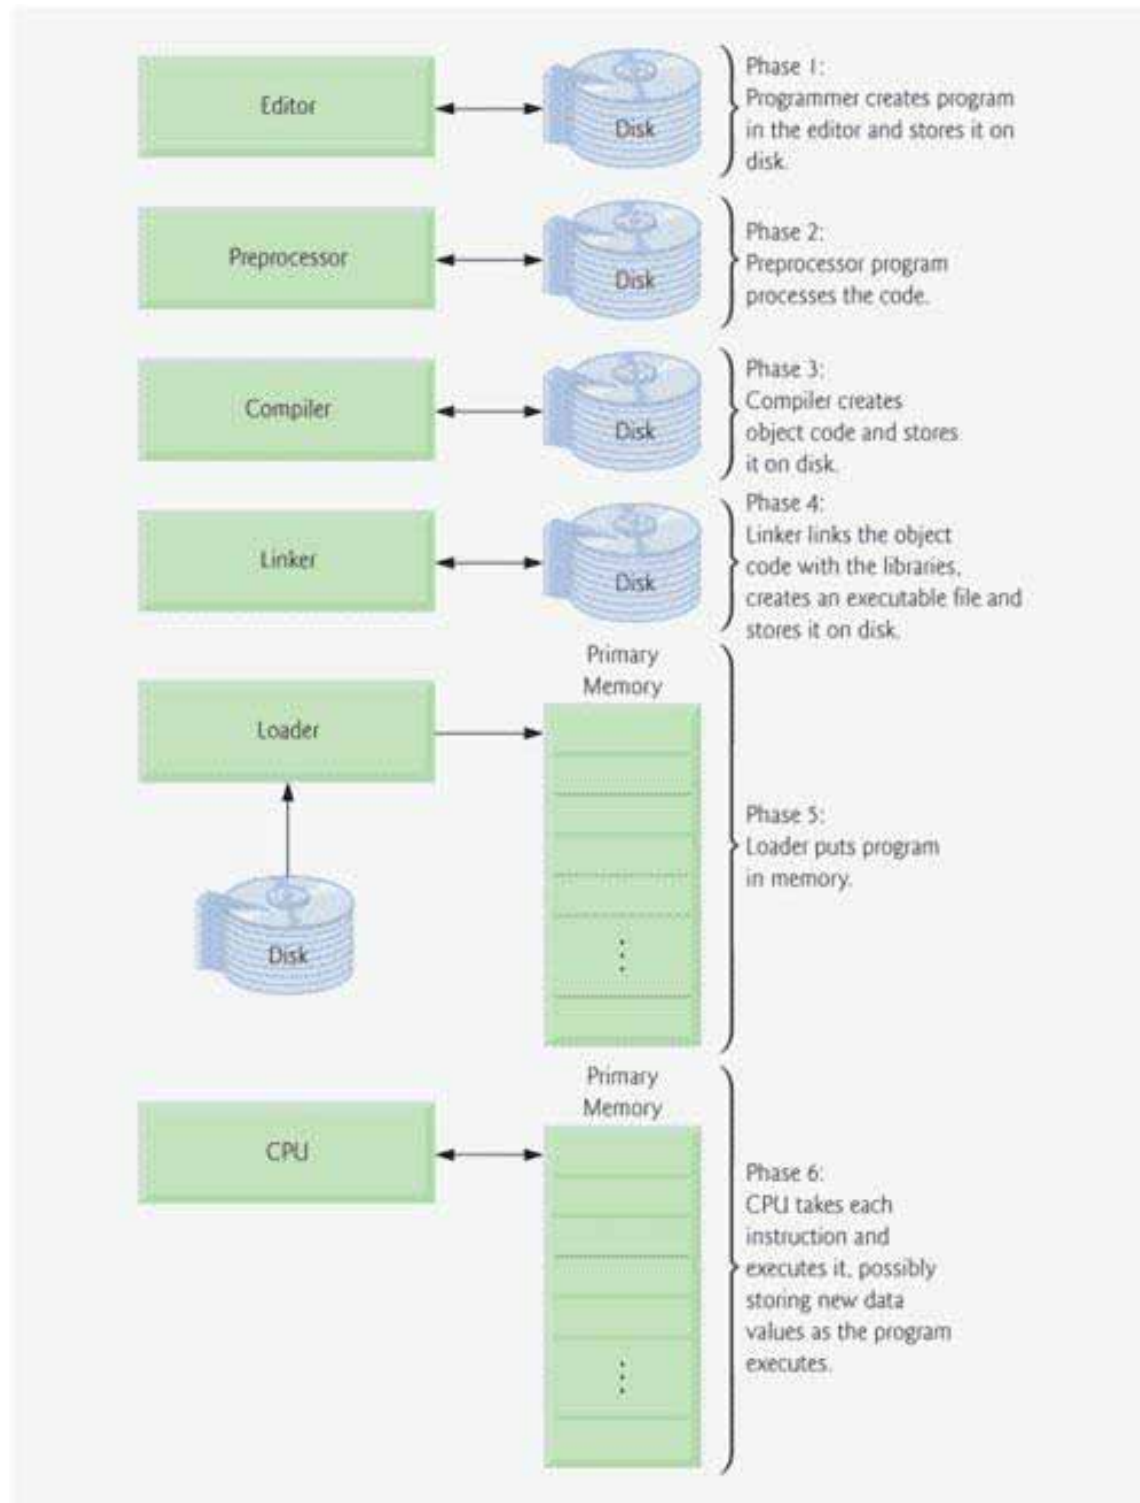 Editor
Disk
Phase 1:
Programmer creates program
in the editor and stores it on
disk.
Preprocessor
Disk
Phase 2:
Preprocessor program
processes the code.
Compiler
Disk
Phase 3:
Compiler creates
object code and stores
it on disk.
Linker
Disk
Phase 4:
Linker links the object
code with the libraries,
creates an executable file and
stores it on disk.
Primary
Memory
Loader
Disk
Phase 5:
Loader puts program
in memory.
Primary
Memory
CPU
Phase 6:
CPU takes each
instruction and
executes it, possibly
storing new data
values as the program
executes.